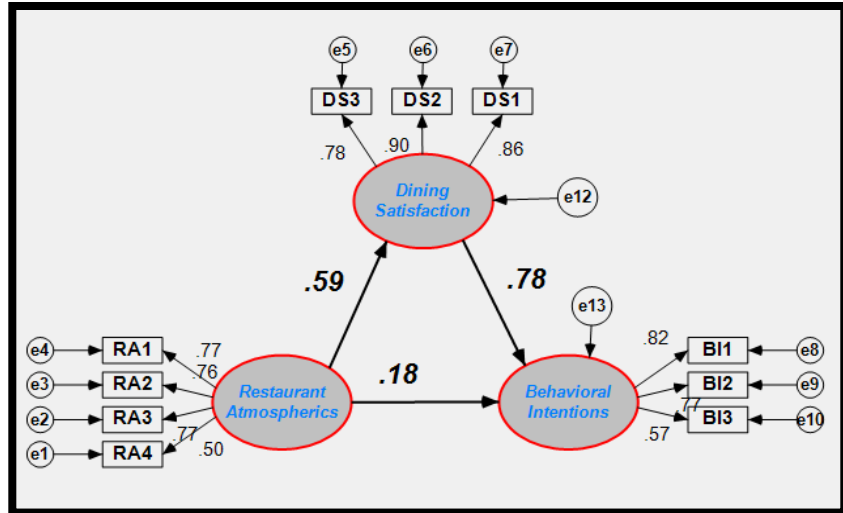 e5 e6 e7
DS3 DS2 DS1
.78 .90 .86
Dining
Satisfaction
e12
.59 .78
e13
e4 RA1 .77 .82 BI1 e8
e3 RA2 .76 BI2 e9
Restaurant
Atmospherics
.18
Behavioral
Intentions
e2 RA3 .77 .77 BI3 e10
e1 RA4 .50 .57